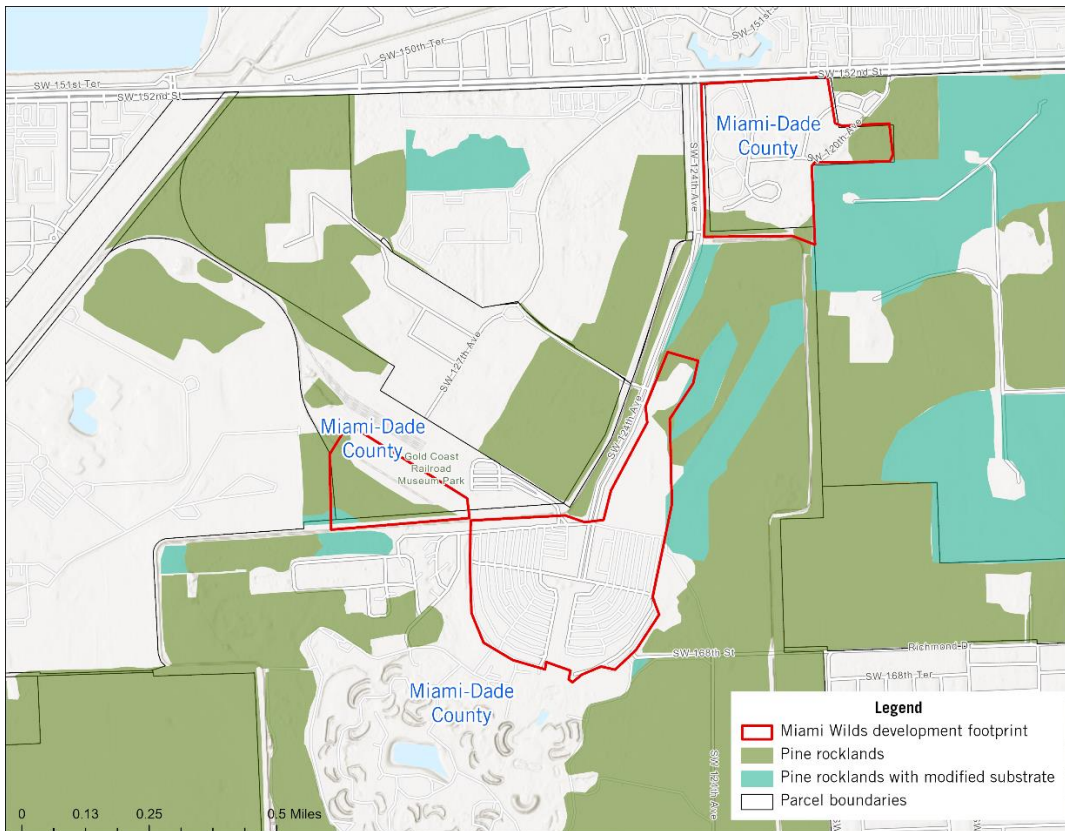 SW 151st Ter
SW 152nd St
SW 150th Ter
SW-151st S
SW 152nd St
Miami-Dade
County
SW-120th Ave
SW-124th Ave
SW-127th Ave
SW-124th Ave
Miami-Dade
County
Gold Coast
Railroad
Museum Park
SW-168th St
Richmond Dr
SW 168th Ter
Miami-Dade
County
SW 124th Ave
Legend
Miami Wilds development footprint
Pine rocklands
Pine rocklands with modified substrate
Parcel boundaries
0 0.13 0.25 0.5 Miles